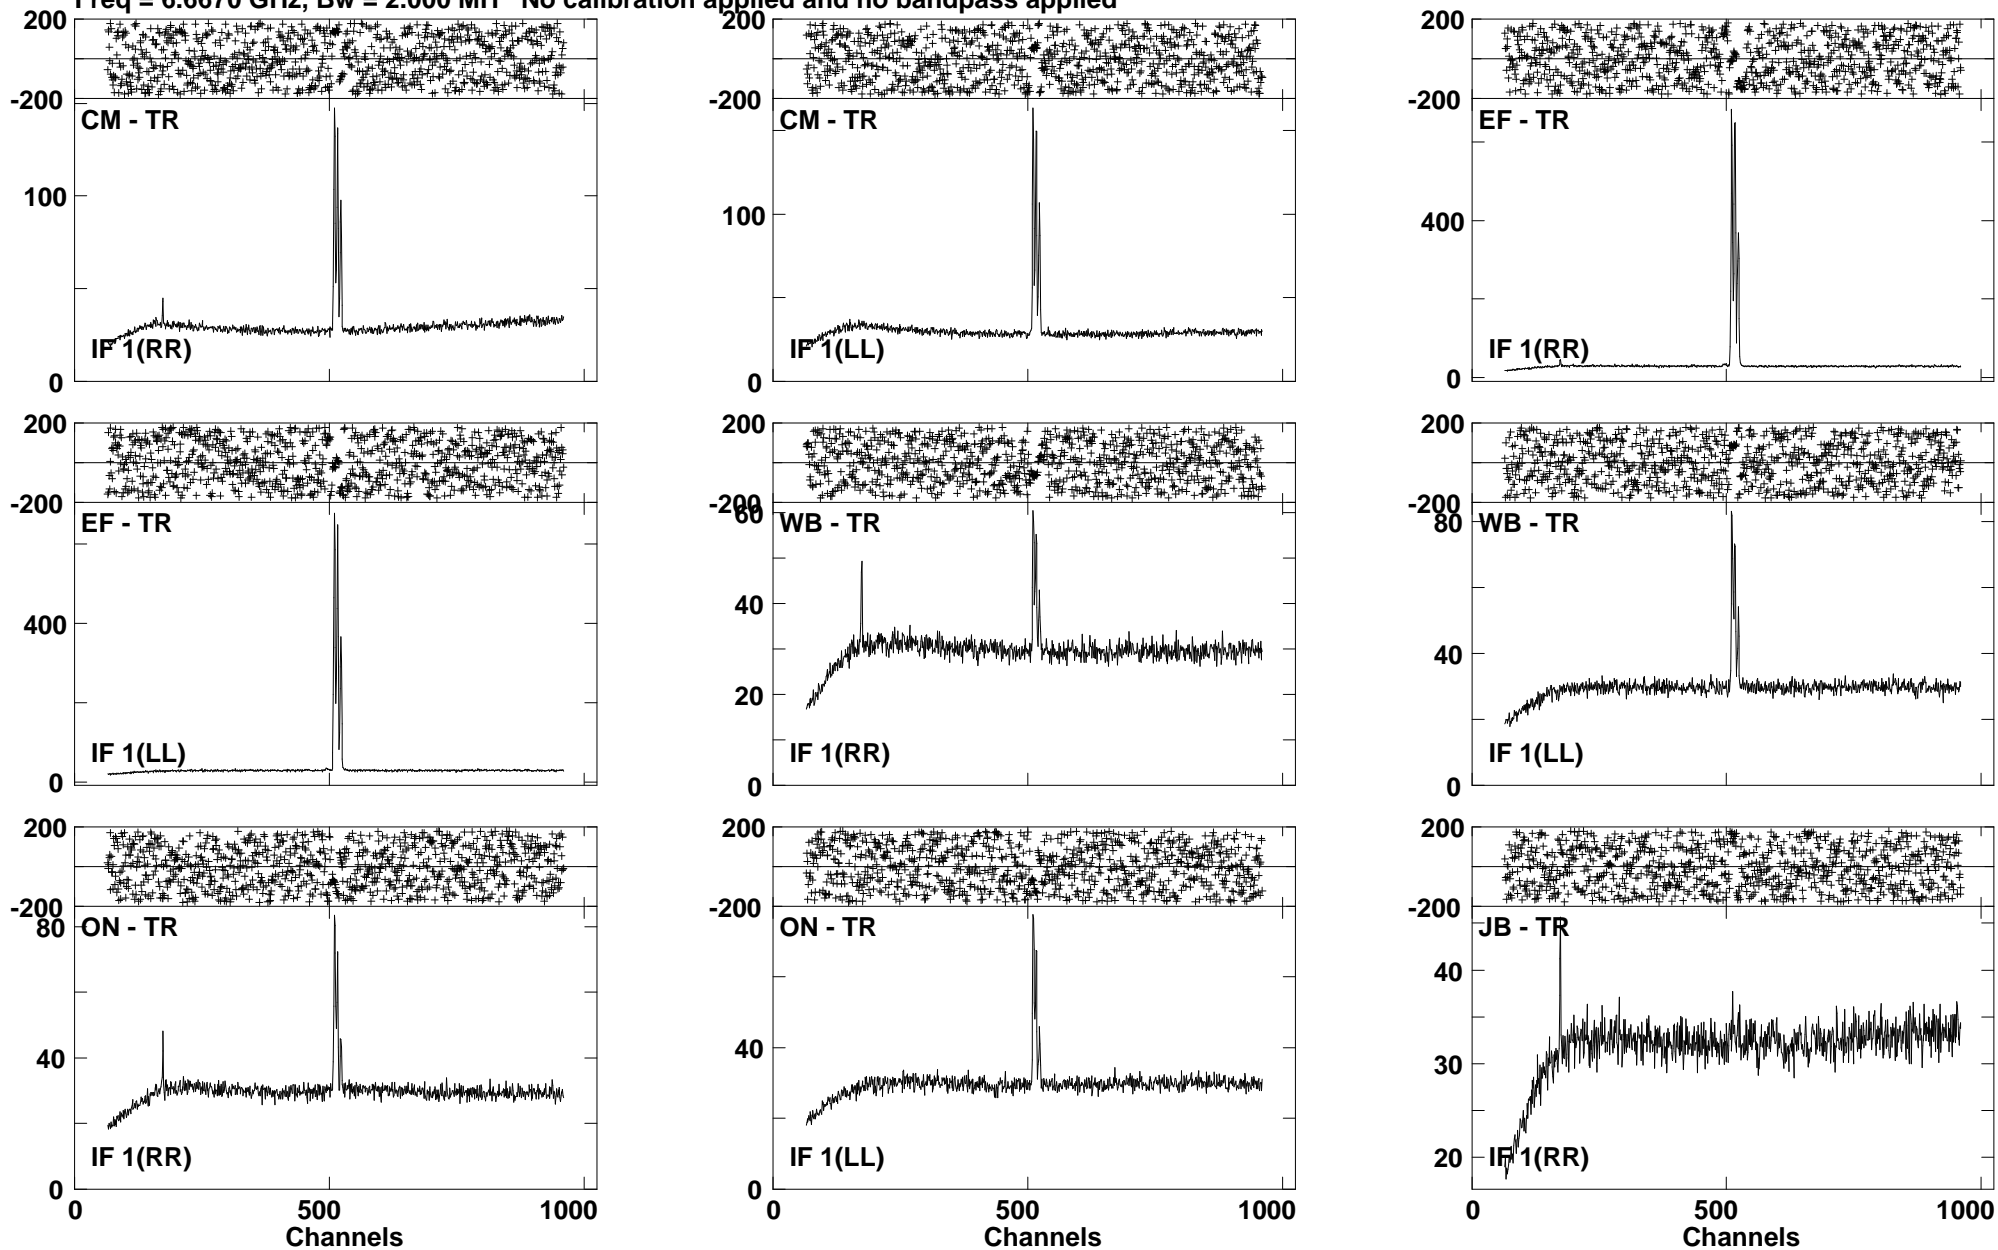 Freq = 6.6670 GHz, Bw = 2.000 MH No calibration applied and no bandpass applied
200
-200
CM - TR
100
0
IF 1(RR)
CM - TR
100
0
IF 1(LL)
200
-200
EF - TR
400
0
IF 1(RR)
200
-200
EF - TR
400
0
IF 1(LL)
200
-200
60
WB - TR
40
20
0
IF 1(RR)
200
-200
80
WB - TR
40
0
IF 1(LL)
200
-200
80
ON - TR
40
0
IF 1(RR)
0 500 1000
Channels
200
-200
ON - TR
40
0
IF 1(LL)
0 500 1000
Channels
200
-200
JB - TR
40
30
20
IF 1(RR)
0 500 1000
Channels